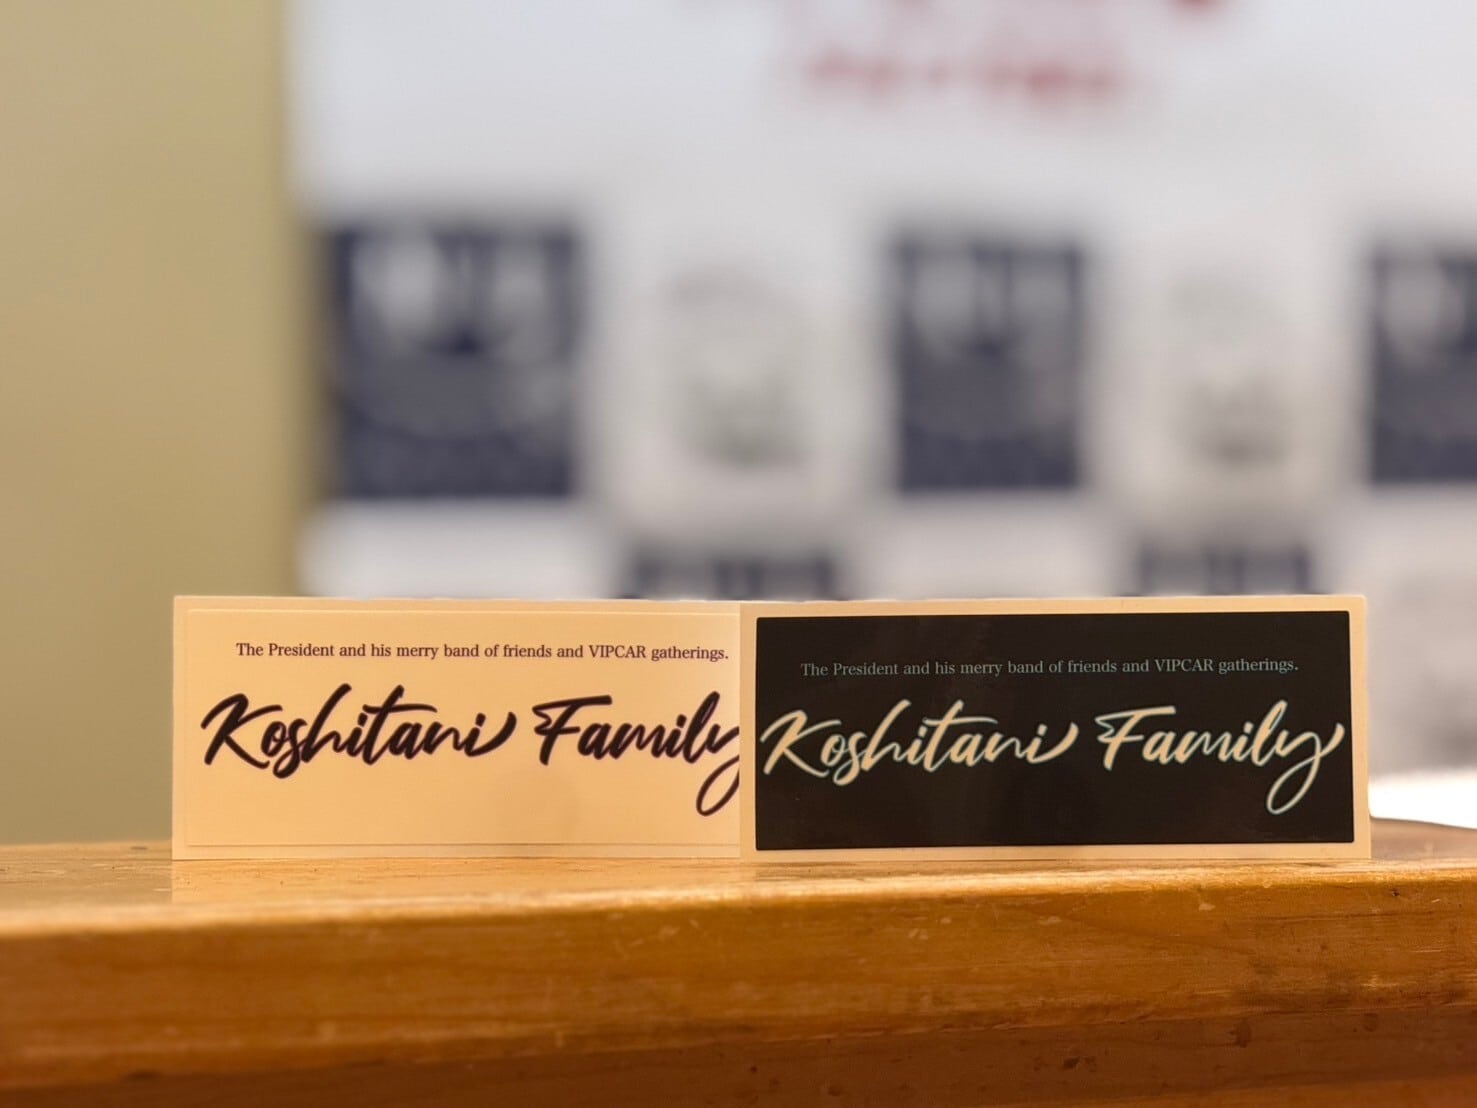 The President and his merry band of friends and VIPCAR gatherings.
Koshitani Family
The President and his merry band of friends and VIPCAR gatherings.
Koshitani Family